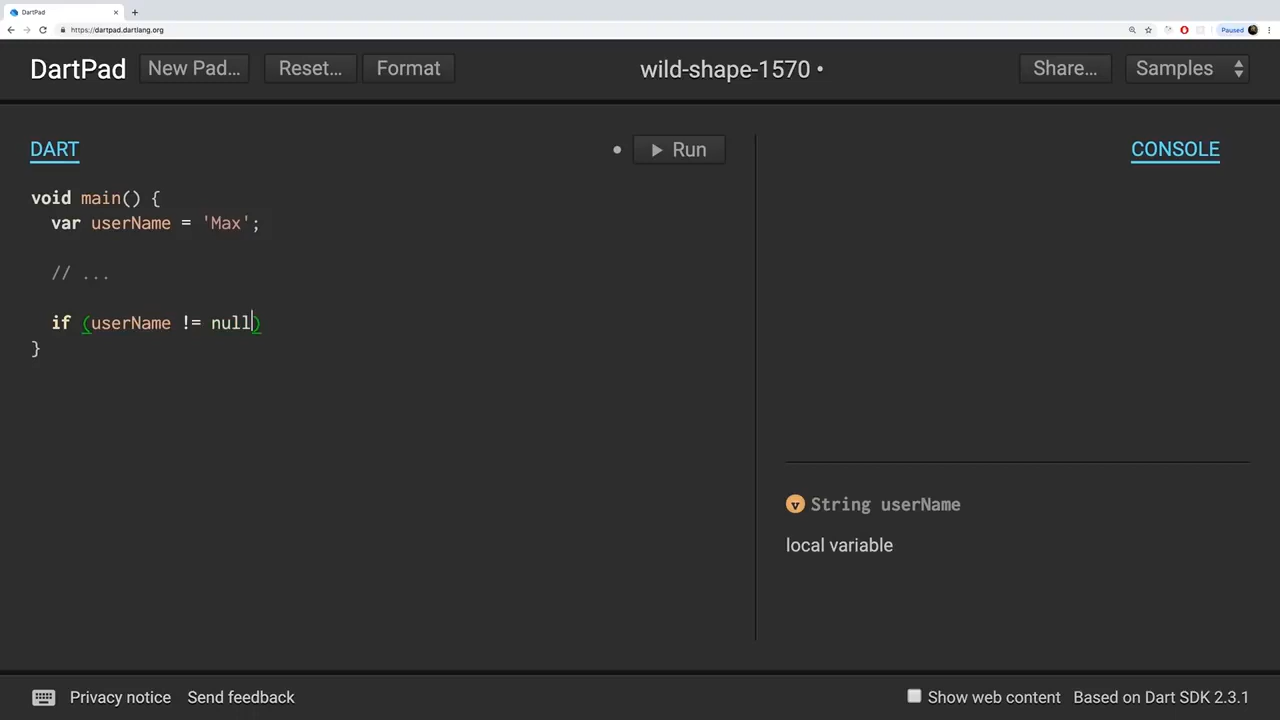 DartPad
https://dartpad.dartlang.org
Paused
DartPad
New Pad...
Reset...
Format
wild-shape-1570 •
Share...
Samples
DART
Run
CONSOLE
void main() {
  var userName = 'Max';
  // ...
  if (userName != null)
}
String userName
local variable
Privacy notice
Send feedback
Show web content
Based on Dart SDK 2.3.1